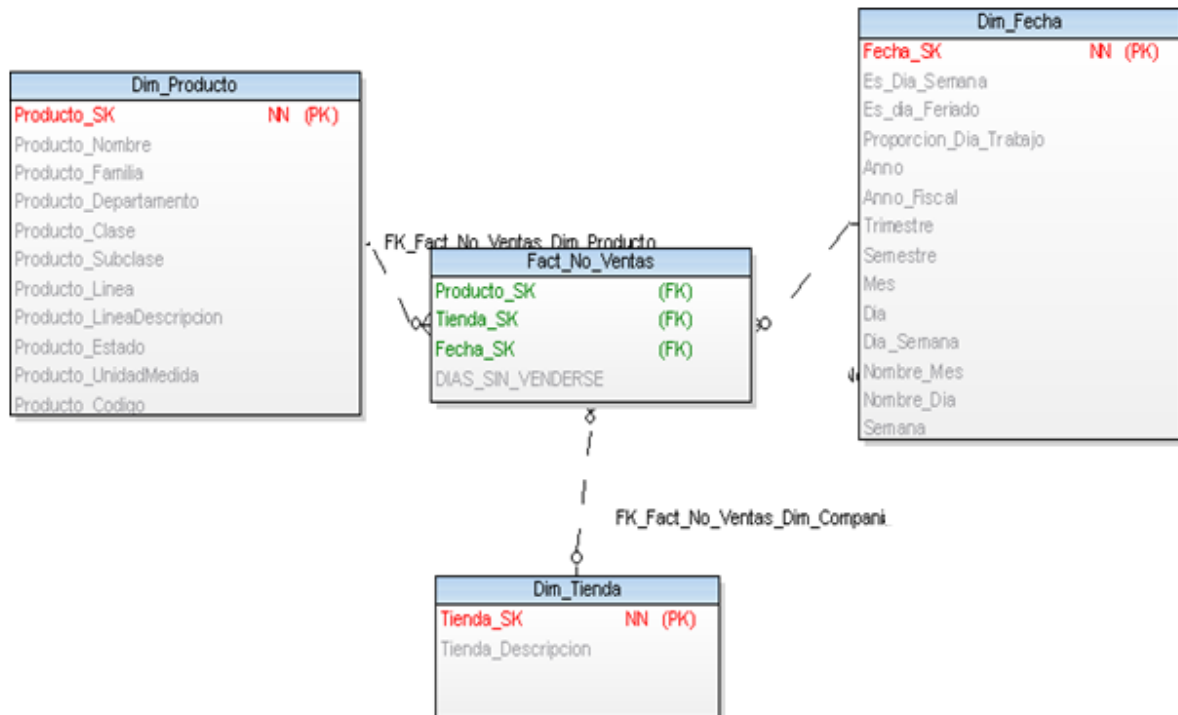 Dim_Producto
Producto_SK NN (PK)
Producto_Nombre
Producto_Familia
Producto_Departamento
Producto_Clase
Producto_Subclase
Producto_Linea
Producto_LineaDescripcion
Producto_Estado
Producto_UnidadMedida
Producto_Codigo
FK_Fact_No_Ventas_Dim_Producto
Fact_No_Ventas
Producto_SK (FK)
Tienda_SK (FK)
Fecha_SK (FK)
DIAS_SIN_VENDERSE
Dim_Fecha
Fecha_SK NN (PK)
Es_Dia_Semana
Es_dia_Feriado
Proporcion_Dia_Trabajo
Anno
Anno_Fiscal
Trimestre
Semestre
Mes
Dia
Dia_Semana
Nombre_Mes
Nombre_Dia
Semana
FK_Fact_No_Ventas_Dim_Compani
Dim_Tienda
Tienda_SK NN (PK)
Tienda_Descripcion